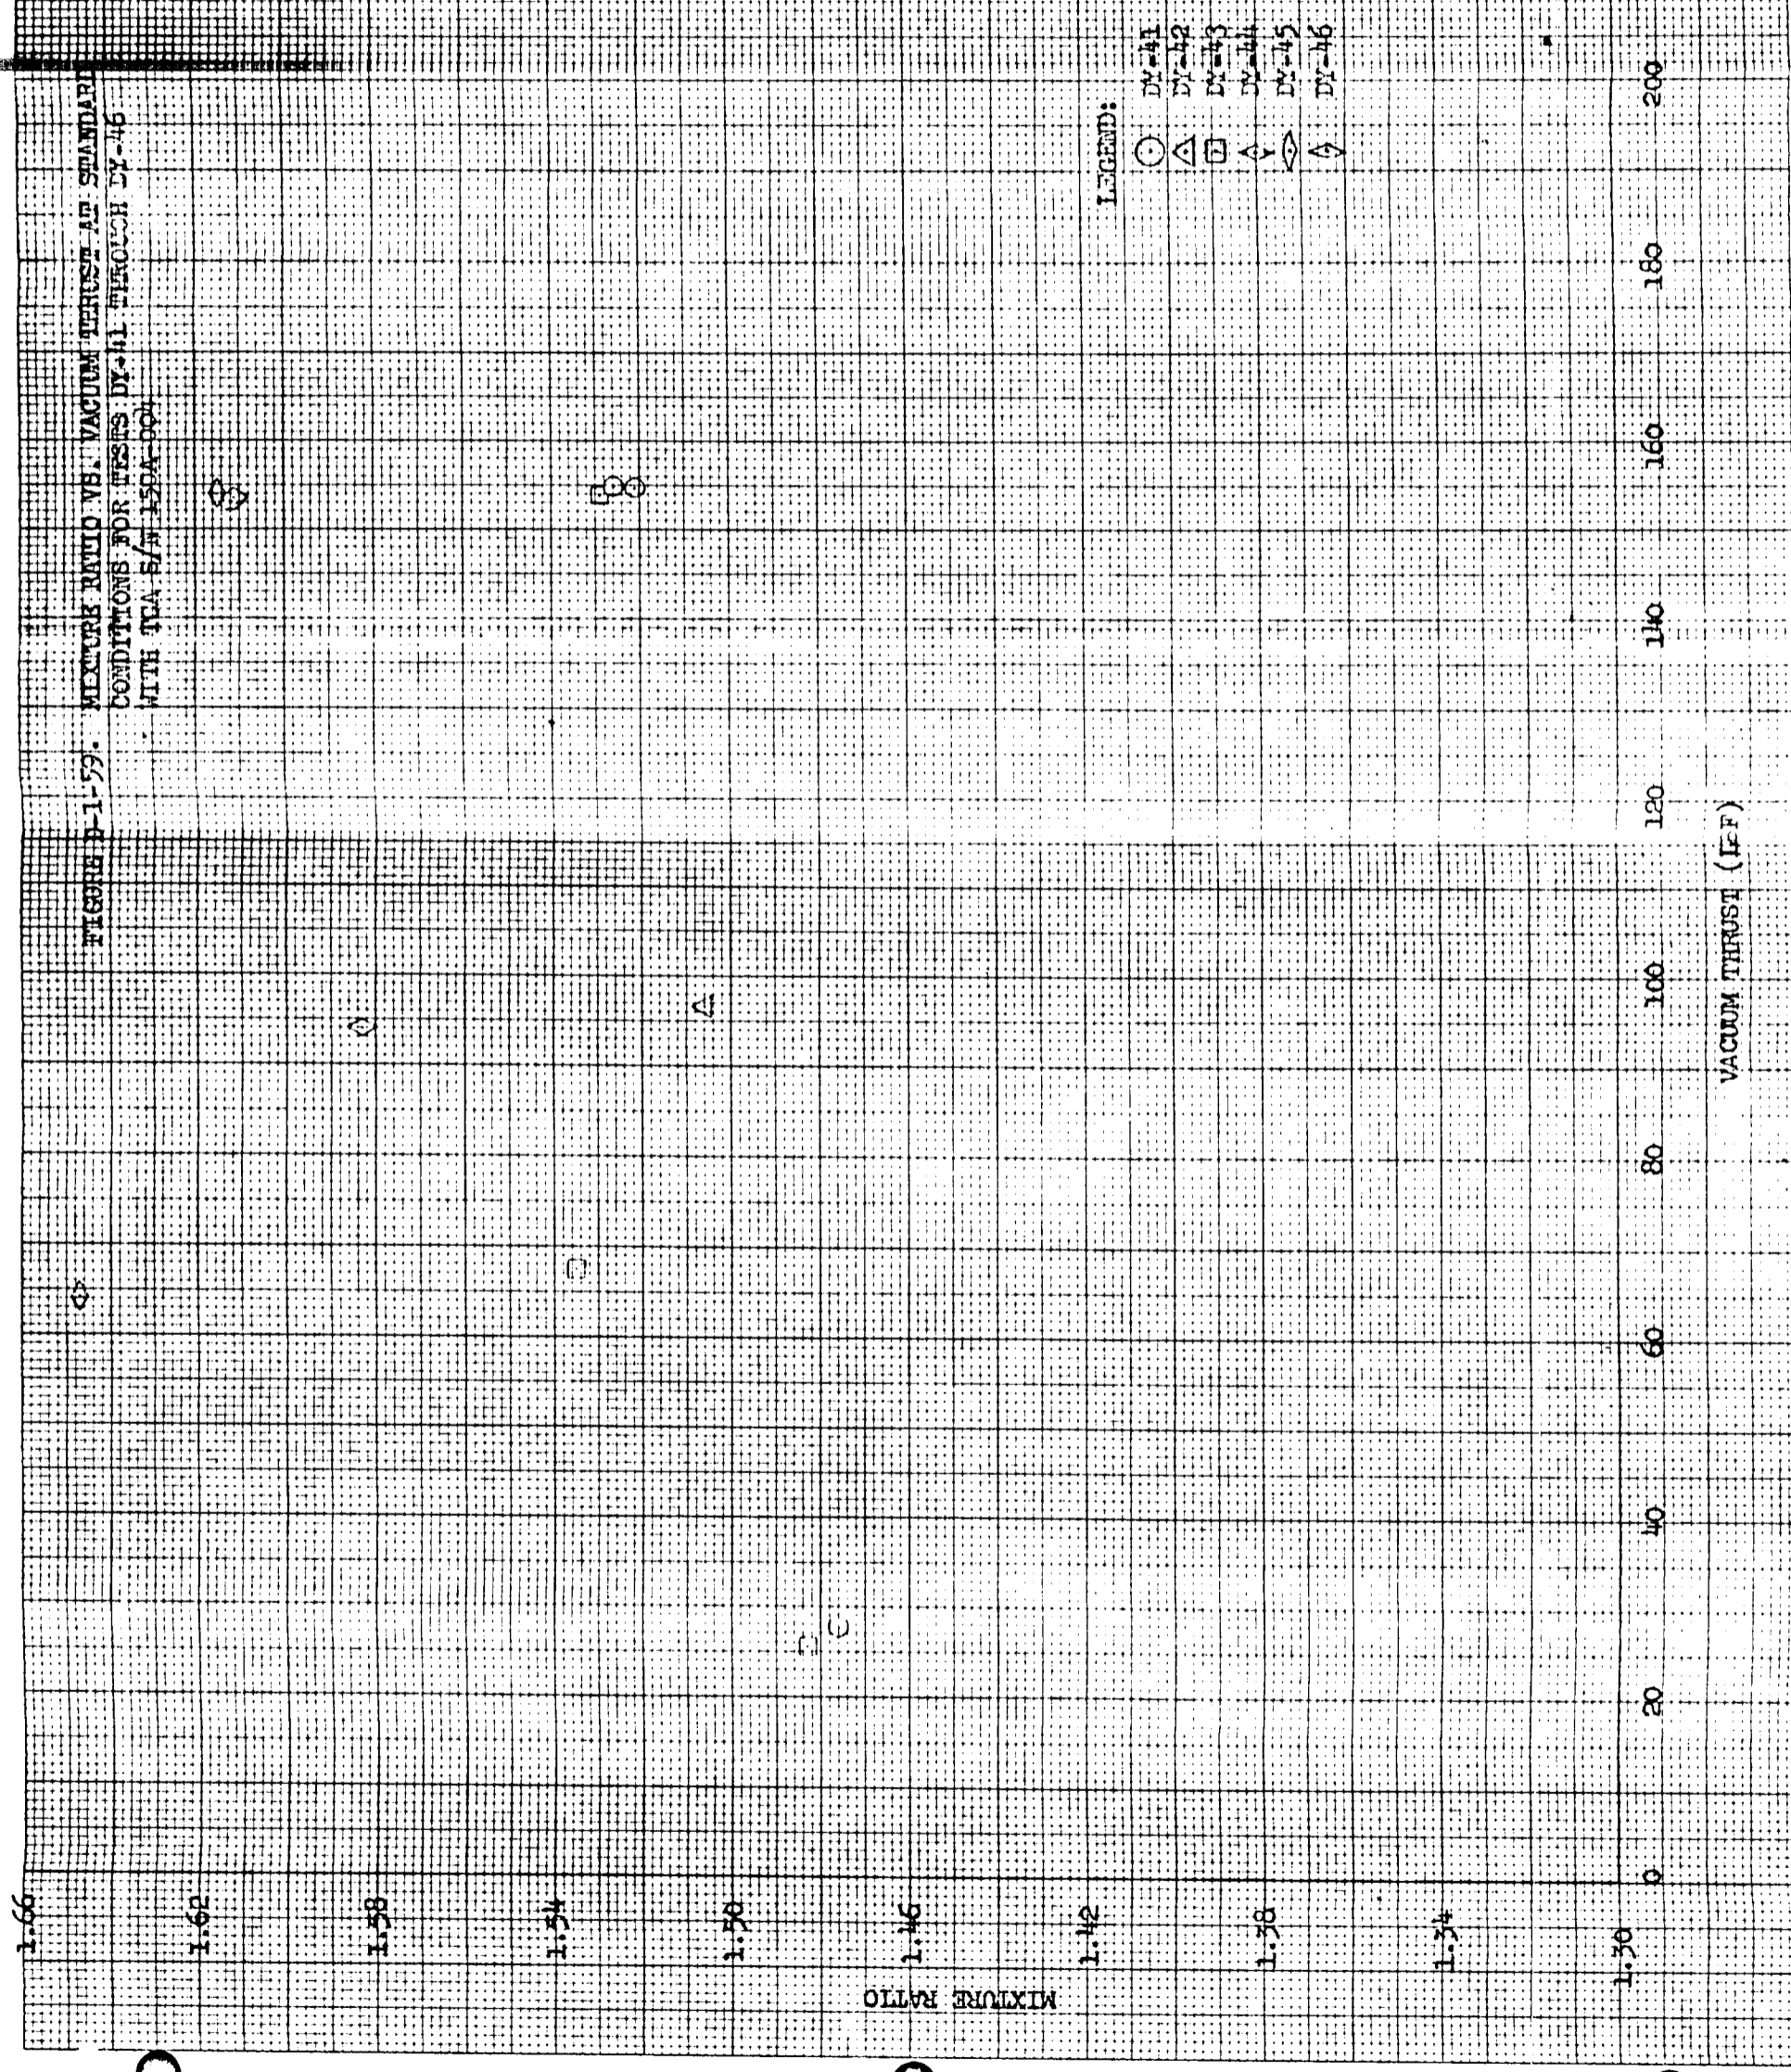 FIGURE D-1-59. MIXTURE RATIO VS. VACUUM THRUST AT STANDARD
CONDITIONS FOR TESTS DY-41 THROUGH DY-46
WITH TCA S/N 150A-004
1.66
1.62
1.58
1.54
1.50
1.46
1.42
1.38
1.34
1.30
MIXTURE RATIO
0 20 40 60 80 100 120 140 160 180 200
VACUUM THRUST (LBF)
LEGEND:
DY-41
DY-42
DY-43
DY-44
DY-45
DY-46